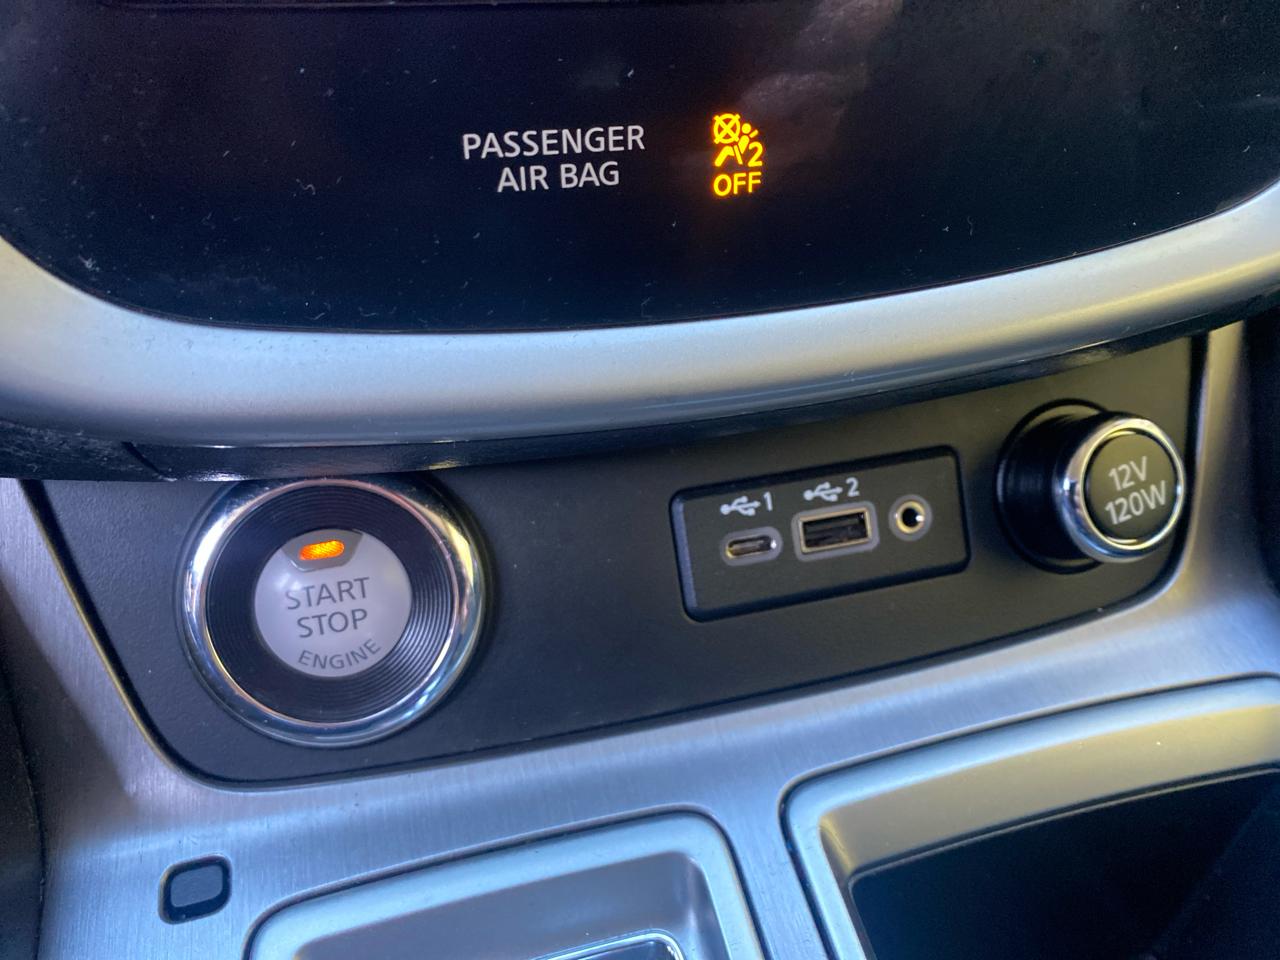 PASSENGER
AIR BAG
2
OFF
1
2
12V
120W
START
STOP
ENGINE